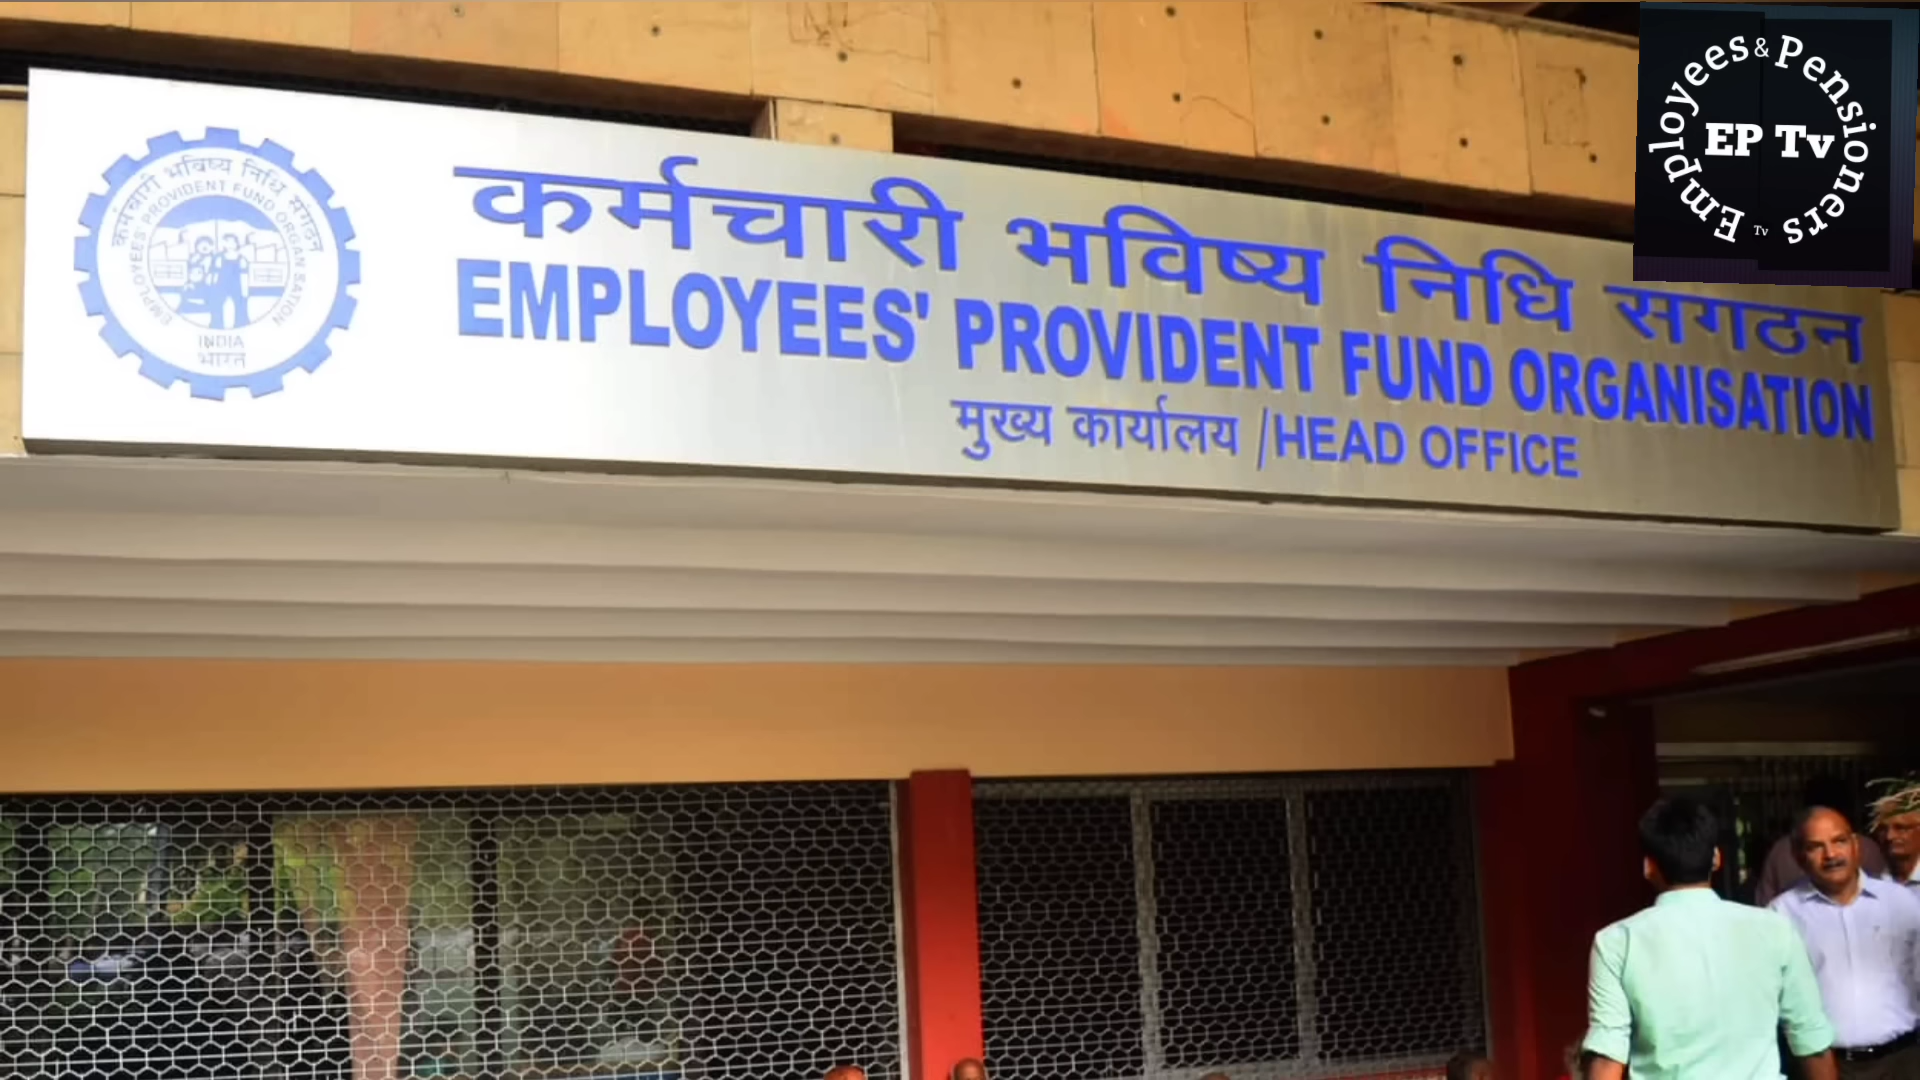 कर्मचारी भविष्य निधि संगठन
EMPLOYEES PROVIDENT FUND ORGANISATION
INDIA
भारत
कर्मचारी भविष्य निधि सगठन
EMPLOYEES' PROVIDENT FUND ORGANISATION
मुख्य कार्यालय /HEAD OFFICE
Employees & Pensioners
EP Tv
Tv